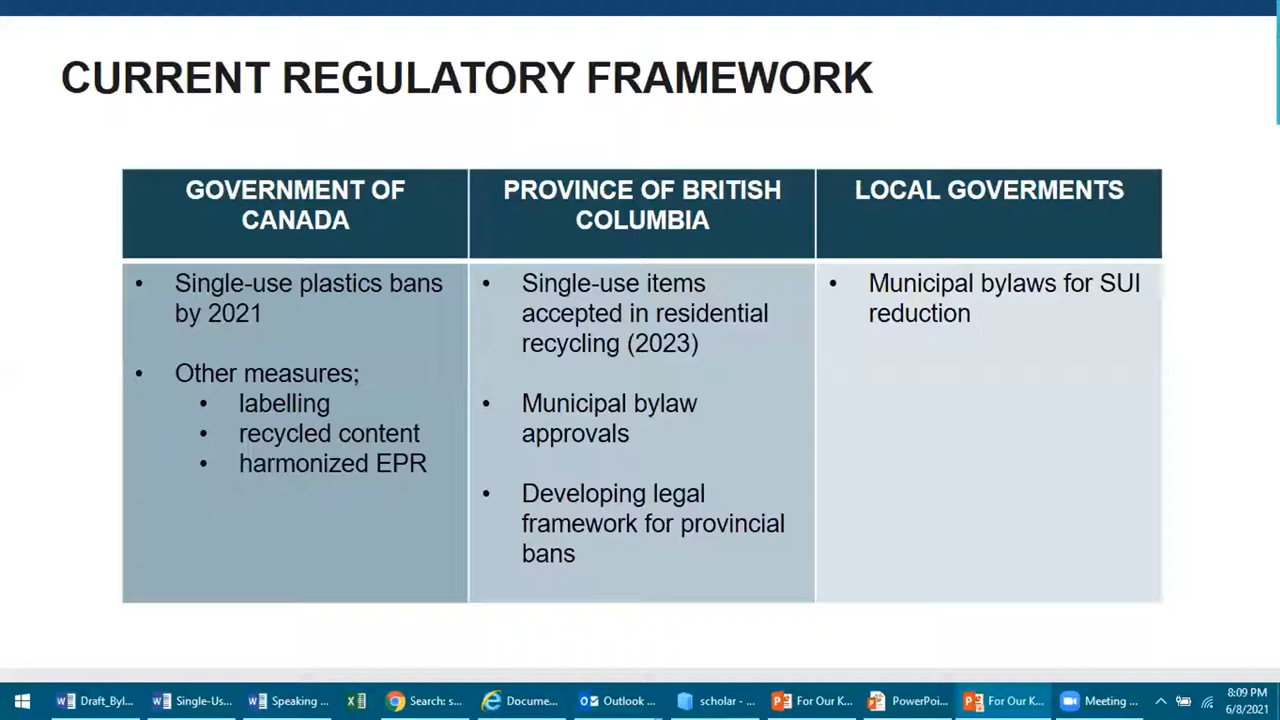 CURRENT REGULATORY FRAMEWORK
GOVERNMENT OF
CANADA
PROVINCE OF BRITISH
COLUMBIA
LOCAL GOVERMENTS
• Single-use plastics bans
by 2021
• Other measures;
• labelling
• recycled content
• harmonized EPR
• Single-use items
accepted in residential
recycling (2023)
• Municipal bylaw
approvals
• Developing legal
framework for provincial
bans
• Municipal bylaws for SUI
reduction
Draft_Byl...
Single-Us...
Speaking ...
Search: s...
Docume...
Outlook ...
scholar - ...
For Our K...
PowerPoi...
For Our K...
Meeting ...
8:09 PM
6/8/2021